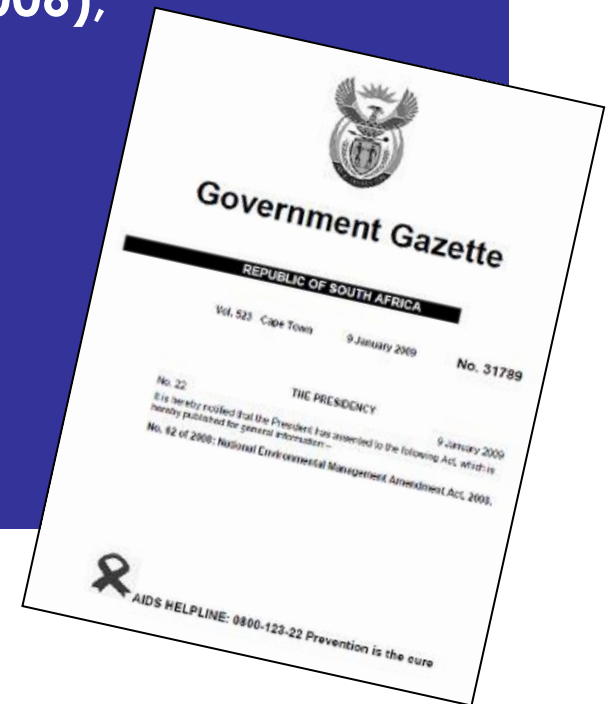 008),
Government Gazette
REPUBLIC OF SOUTH AFRICA
Vol. 523 Cape Town 9 January 2009 No. 31789
THE PRESIDENCY
No. 22 9 January 2009
It is hereby notified that the President has assented to the following Act, which is
hereby published for general information:–
No. 62 of 2008: National Environmental Management Amendment Act, 2008.
AIDS HELPLINE: 0800-123-22 Prevention is the cure